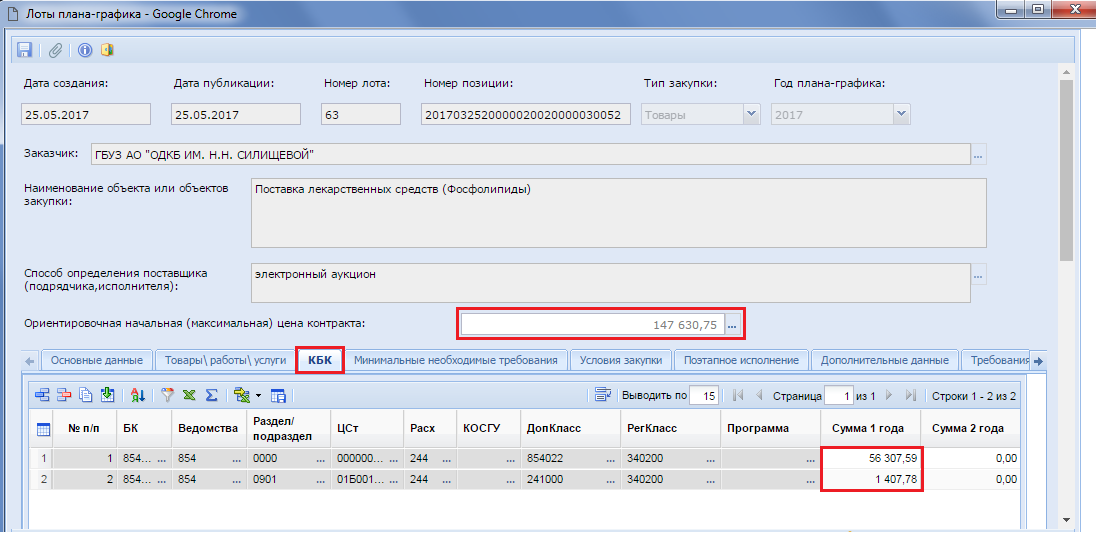 Лоты плана-графика - Google Chrome
Дата создания: Дата публикации: Номер лота: Номер позиции: Тип закупки: Год плана-графика:
25.05.2017 25.05.2017 63 2017032520000020020000030052 Товары 2017
Заказчик: ГБУЗ АО "ОДКБ ИМ. Н.Н. СИЛИЩЕВОЙ" ...
Наименование объекта или объектов закупки: Поставка лекарственных средств (Фосфолипиды)
Способ определения поставщика (подрядчика,исполнителя): электронный аукцион ...
Ориентировочная начальная (максимальная) цена контракта: 147 630,75 ...
Основные данные Товары\ работы\ услуги КБК Минимальные необходимые требования Условия закупки Поэтапное исполнение Дополнительные данные Требования
Выводить по 15 Страница 1 из 1 Строки 1 - 2 из 2
№ п/п БК Ведомства Раздел/подраздел ЦСт Расх КОСГУ ДопКласс РегКласс Программа Сумма 1 года Сумма 2 года
1 1 854... ... 854 ... 0000 ... 000000... ... 244 ... ... 854022 ... 340200 ... ... 56 307,59 0,00
2 2 854... ... 854 ... 0901 ... 01Б001... ... 244 ... ... 241000 ... 340200 ... ... 1 407,78 0,00